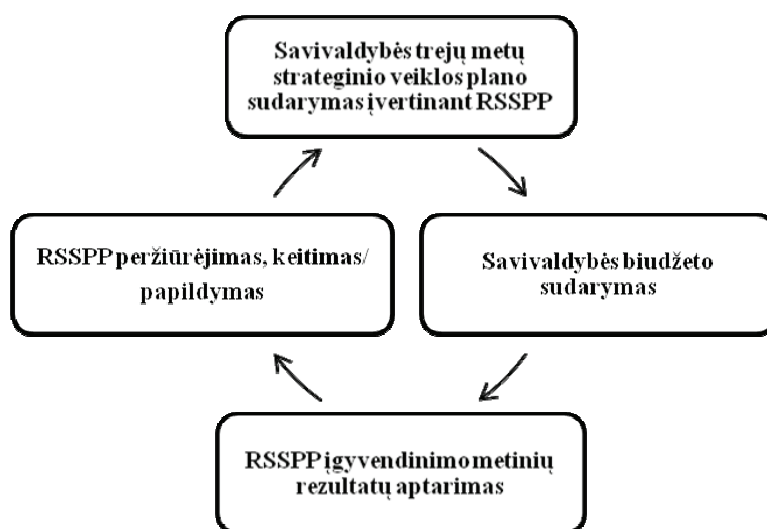 Savivaldybės trejų metų
strateginio veiklos plano
sudarymas įvertinant RSSPP
RSSPP peržiūrėjimas, keitimas/
papildymas
Savivaldybės biudžeto
sudarymas
RSSPP įgyvendinimo metinių
rezultatų aptarimas